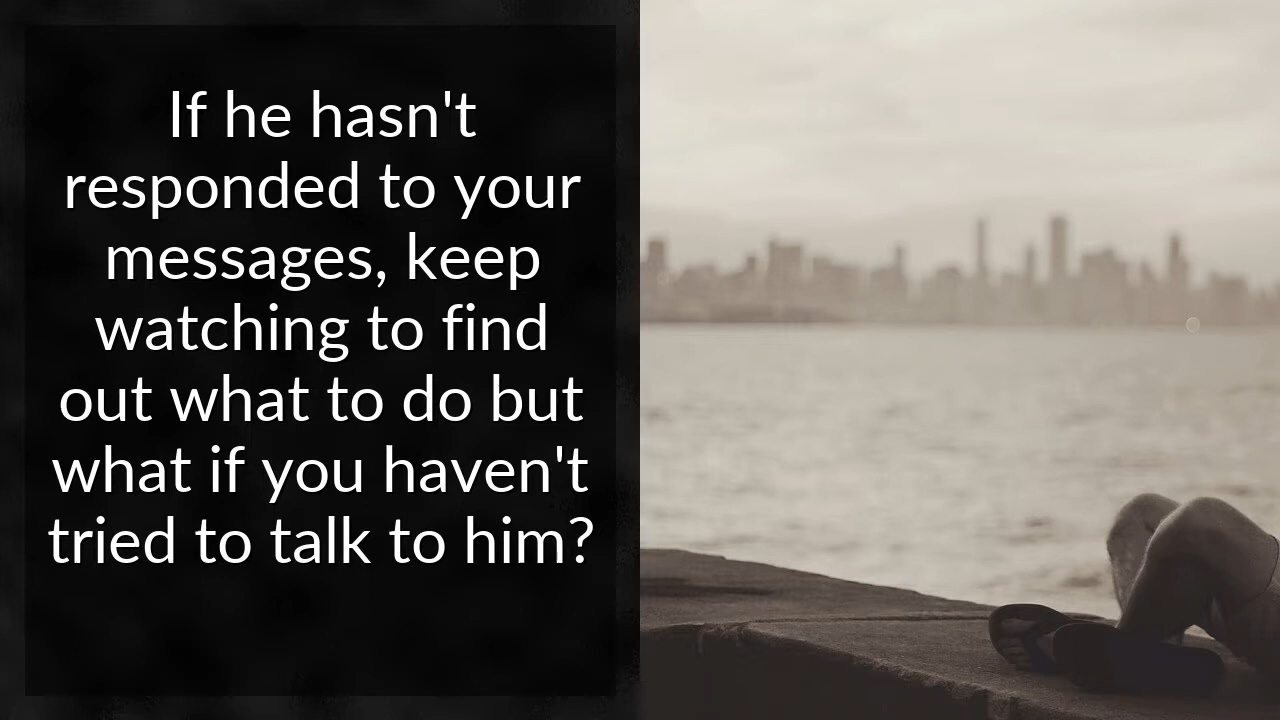 If he hasn't
responded to your
messages, keep
watching to find
out what to do but
what if you haven't
tried to talk to him?